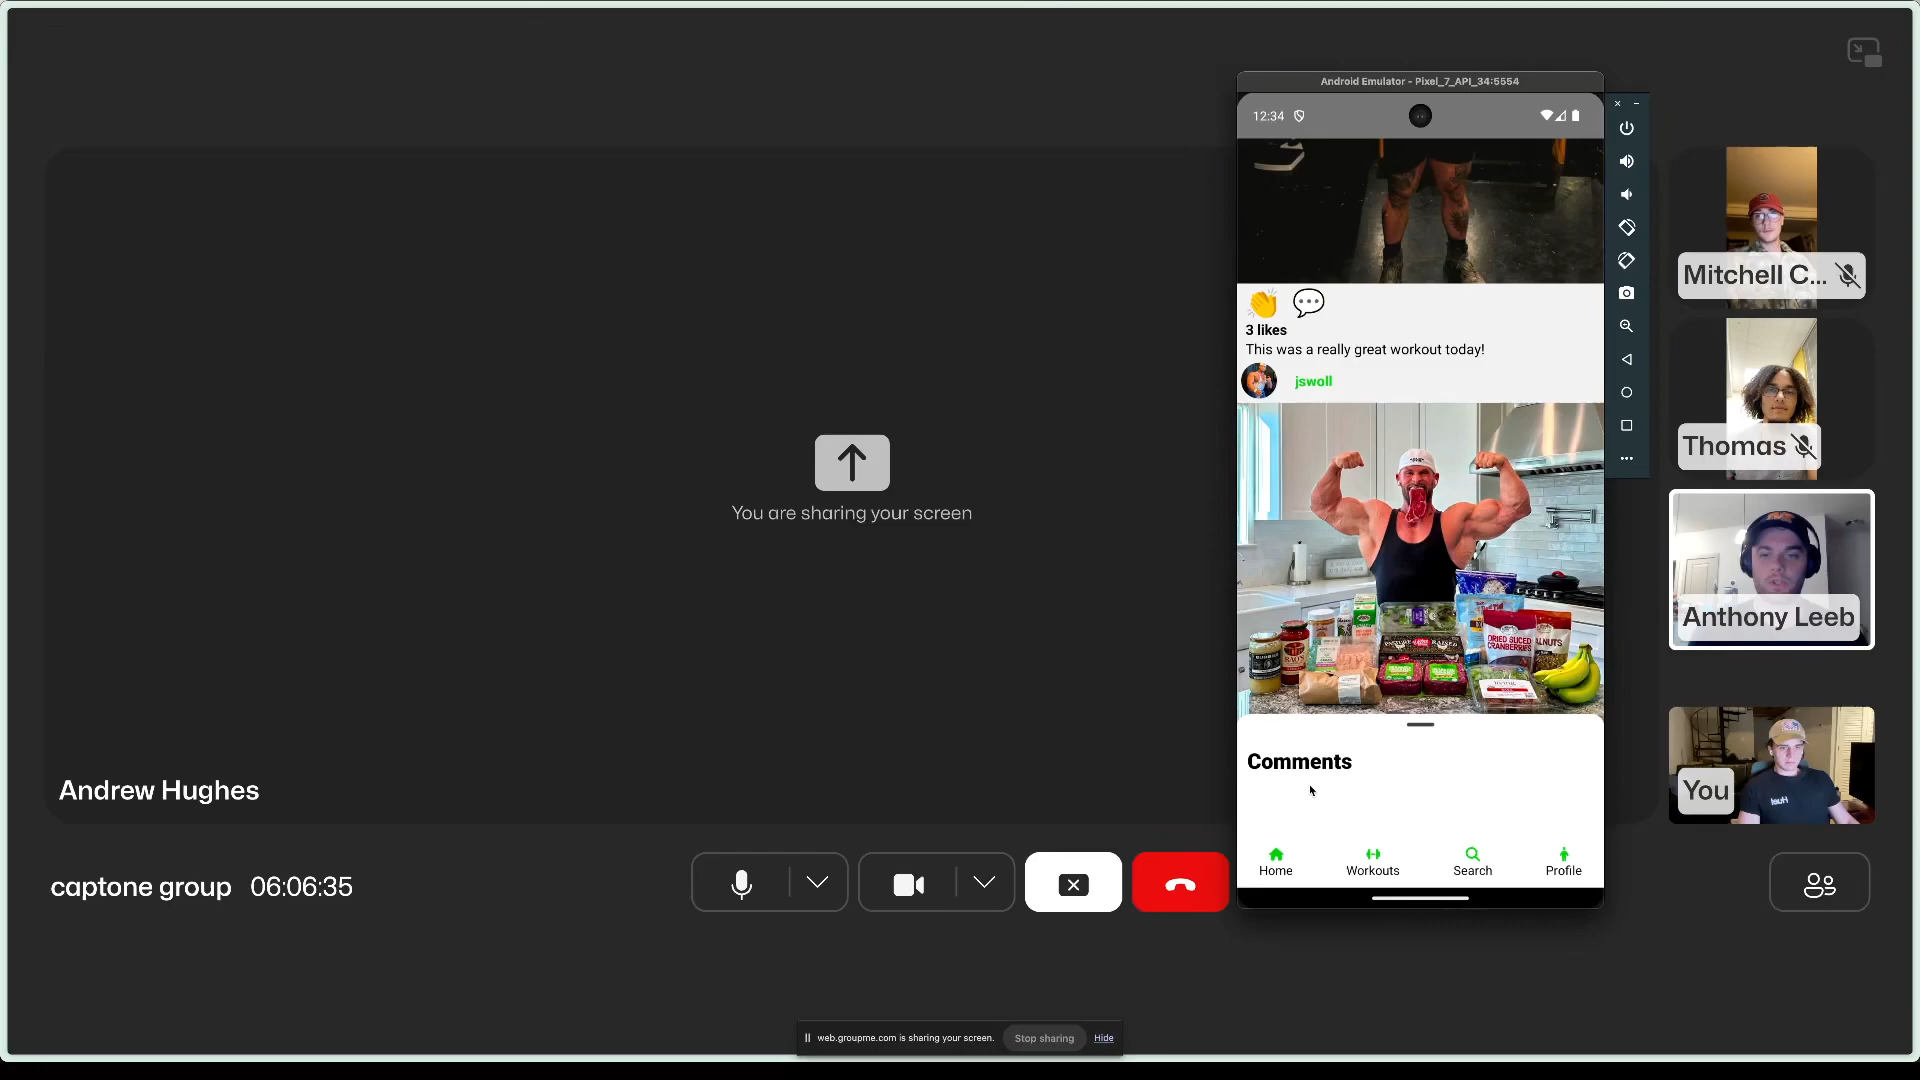 Android Emulator - Pixel_7_API_34:5554
12:34
3 likes
This was a really great workout today!
jswoll
DRIED SLICED
CRANBERRIES
RAO'S
Comments
Home
Workouts
Search
Profile
You are sharing your screen
Andrew Hughes
Mitchell C...
Thomas
Anthony Leeb
You
captone group 06:06:35
web.groupme.com is sharing your screen.
Stop sharing
Hide